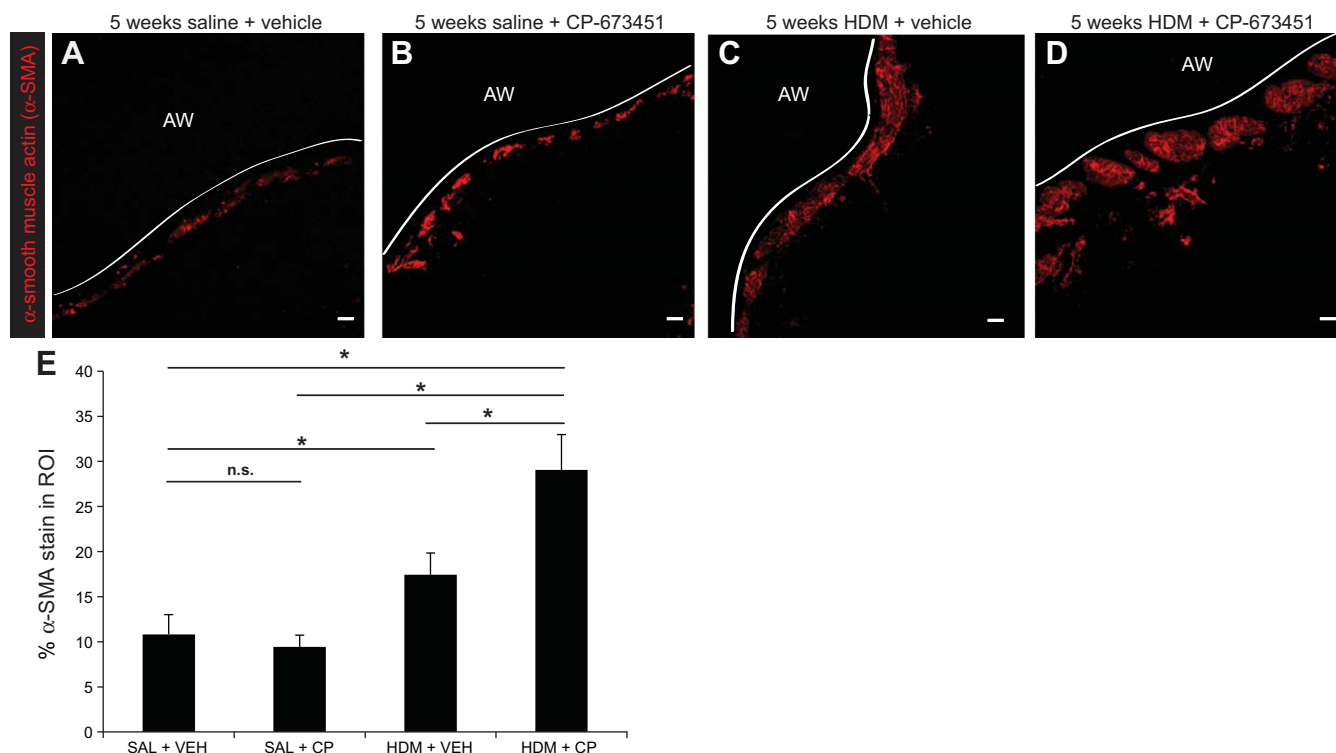 5 weeks saline + vehicle
5 weeks saline + CP-673451
5 weeks HDM + vehicle
5 weeks HDM + CP-673451
α-smooth muscle actin (α-SMA)
A
AW
B
AW
C
AW
D
AW
E
% α-SMA stain in ROI
40
35
30
25
20
15
10
5
0
*
*
*
*
n.s.
SAL + VEH
SAL + CP
HDM + VEH
HDM + CP